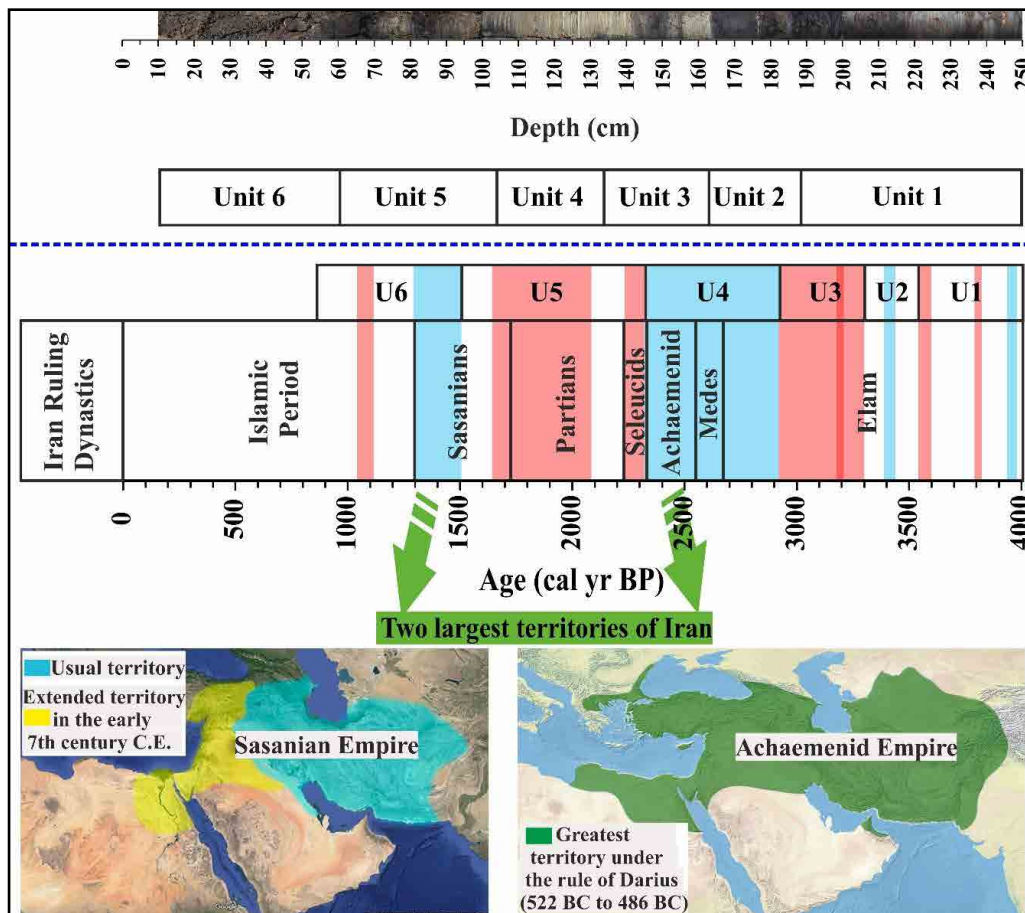 0 10 20 30 40 50 60 70 80 90 100 110 120 130 140 150 160 170 180 190 200 210 220 230 240 250
Depth (cm)
Unit 6 Unit 5 Unit 4 Unit 3 Unit 2 Unit 1
U6 U5 U4 U3 U2 U1
Iran Ruling
Dynastics
Islamic
Period
Sasanians
Partians
Seleucids
Achaemenid
Medes
Elam
0 500 1000 1500 2000 2500 3000 3500 4000
Age (cal yr BP)
Two largest territories of Iran
Usual territory
Extended territory
in the early
7th century C.E.
Sasanian Empire
Google
Achaemenid Empire
Greatest
territory under
the rule of Darius
(522 BC to 486 BC)